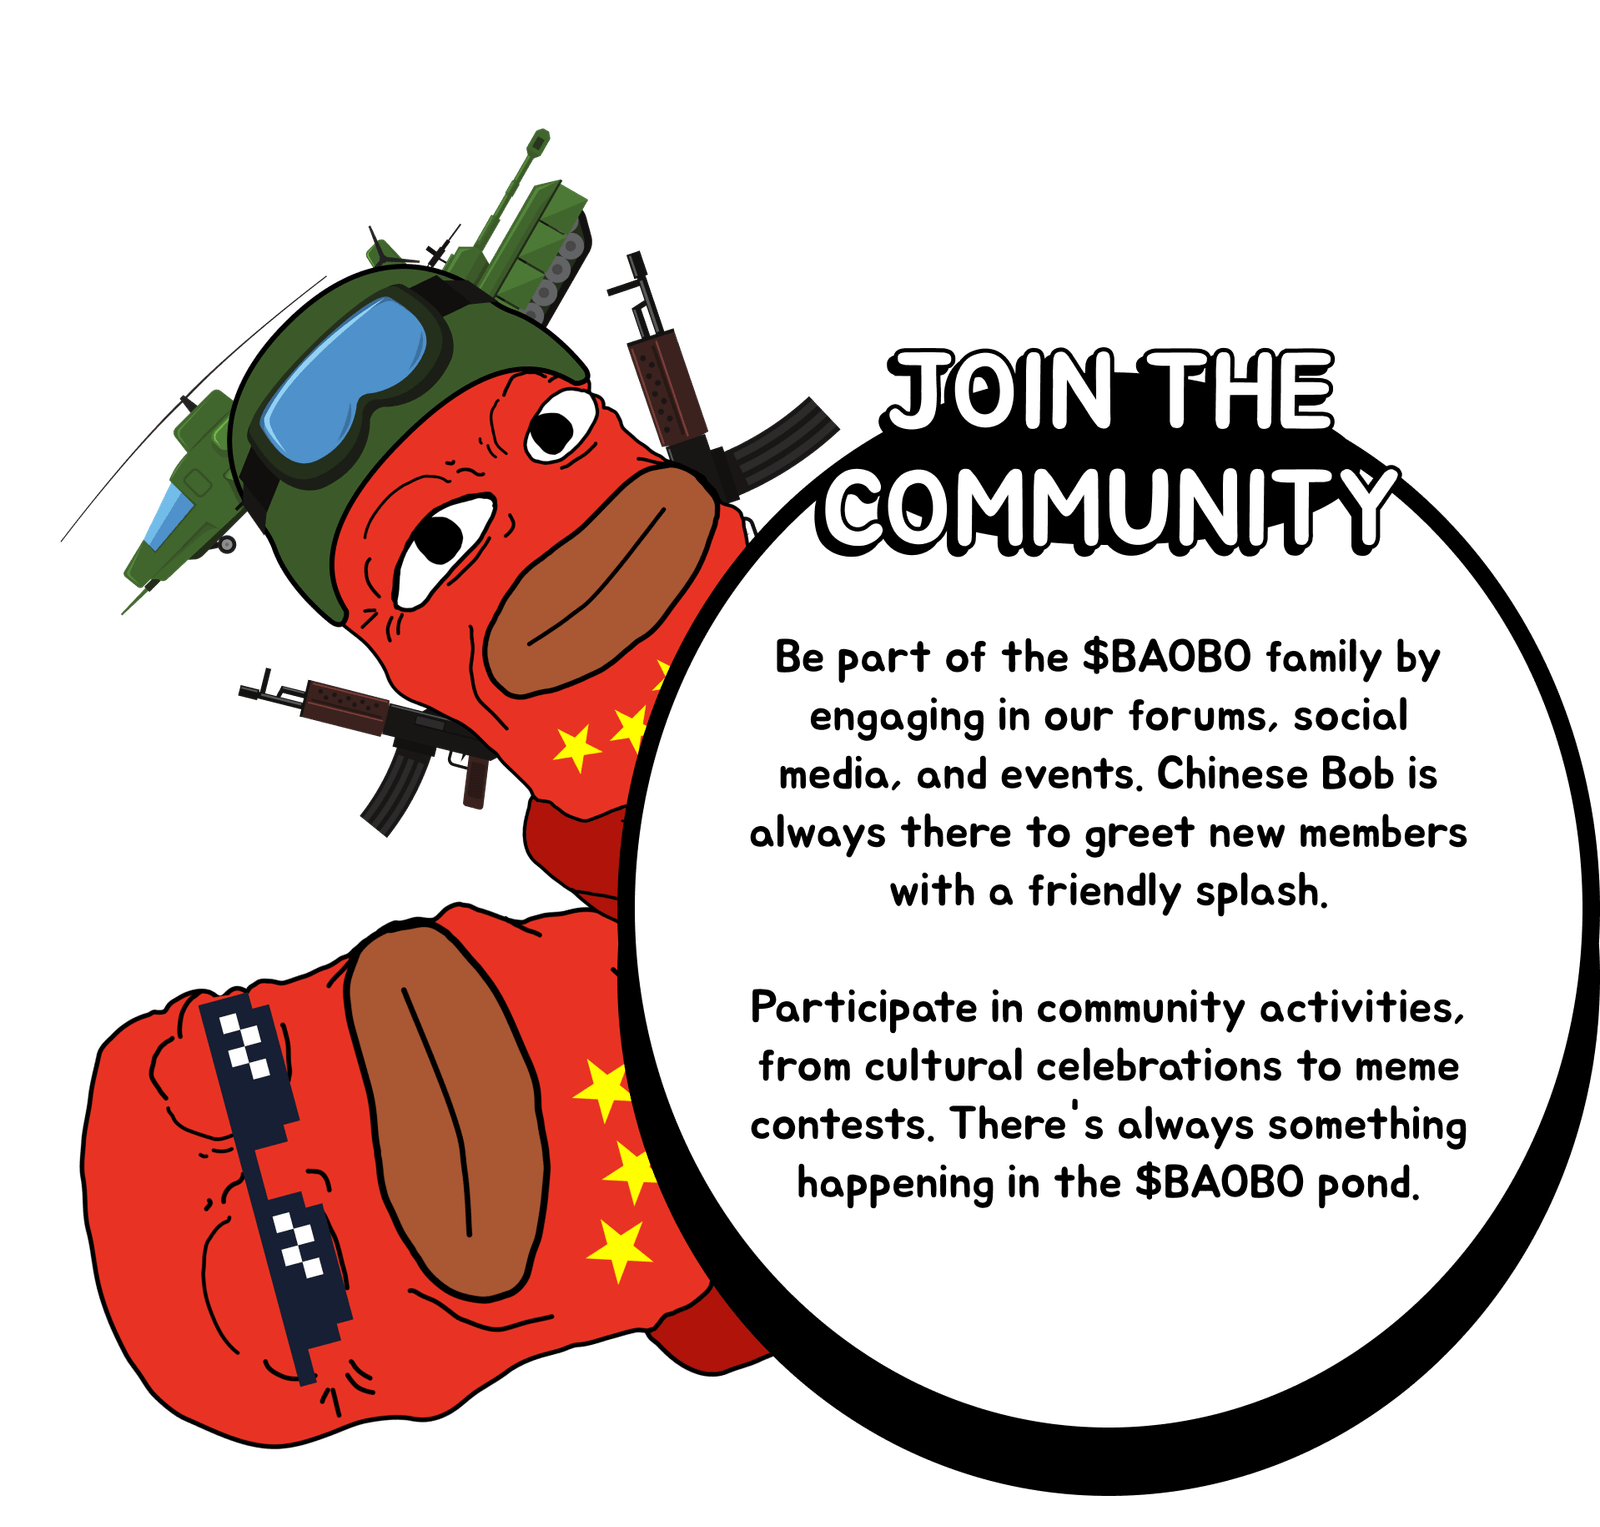 JOIN THE
COMMUNITY
Be part of the $BAOBO family by
engaging in our forums, social
media, and events. Chinese Bob is
always there to greet new members
with a friendly splash.
Participate in community activities,
from cultural celebrations to meme
contests. There's always something
happening in the $BAOBO pond.